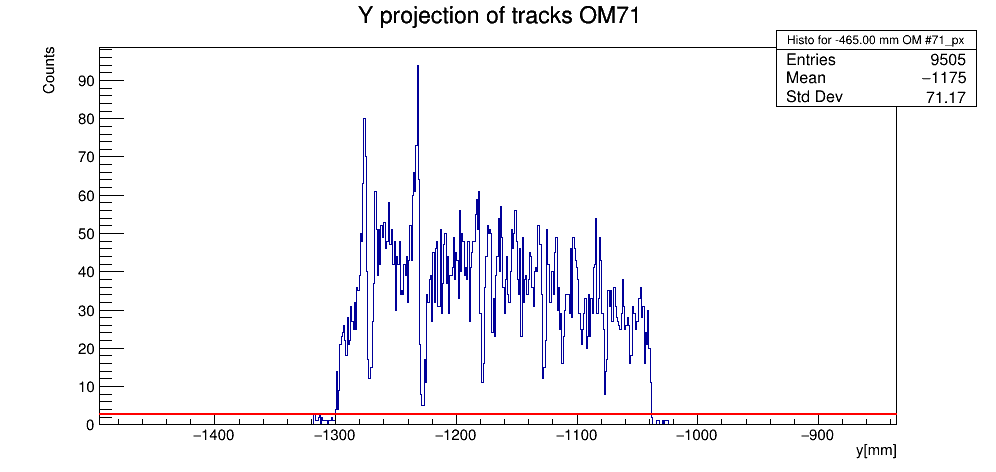 Y projection of tracks OM71
Histo for -465.00 mm OM #71_px
Entries 9505
Mean −1175
Std Dev 71.17
Counts
90
80
70
60
50
40
30
20
10
0
−1400 −1300 −1200 −1100 −1000 −900
y[mm]